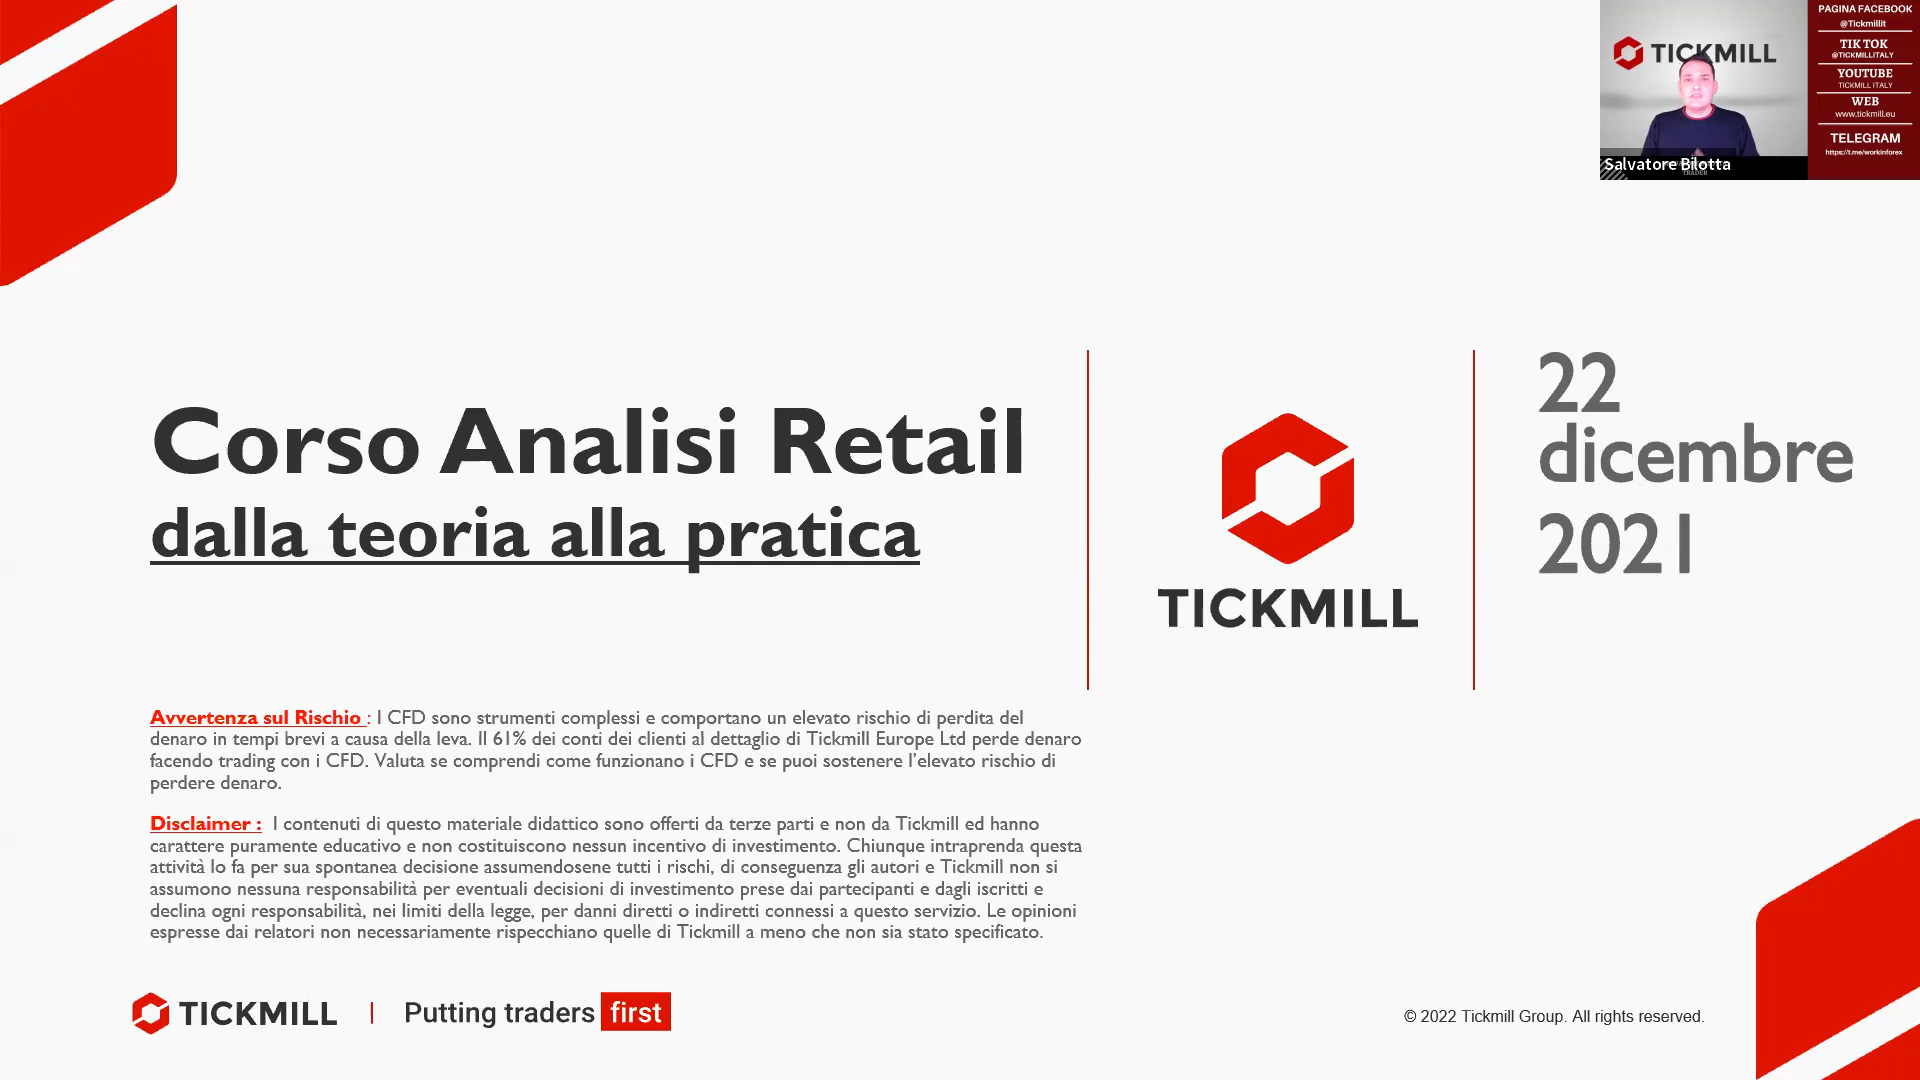 PAGINA FACEBOOK
@Tickmillit
TIK TOK
@TICKMILLITALY
YOUTUBE
TICKMILL ITALY
WEB
www.tickmill.eu
TELEGRAM
https://t.me/workinforex
TICKMILL
Salvatore Bilotta
TRADER
Corso Analisi Retail
dalla teoria alla pratica
TICKMILL
22
dicembre
2021
Avvertenza sul Rischio : I CFD sono strumenti complessi e comportano un elevato rischio di perdita del
denaro in tempi brevi a causa della leva. Il 61% dei conti dei clienti al dettaglio di Tickmill Europe Ltd perde denaro
facendo trading con i CFD. Valuta se comprendi come funzionano i CFD e se puoi sostenere l'elevato rischio di
perdere denaro.
Disclaimer : I contenuti di questo materiale didattico sono offerti da terze parti e non da Tickmill ed hanno
carattere puramente educativo e non costituiscono nessun incentivo di investimento. Chiunque intraprenda questa
attività lo fa per sua spontanea decisione assumendosene tutti i rischi, di conseguenza gli autori e Tickmill non si
assumono nessuna responsabilità per eventuali decisioni di investimento prese dai partecipanti e dagli iscritti e
declina ogni responsabilità, nei limiti della legge, per danni diretti o indiretti connessi a questo servizio. Le opinioni
espresse dai relatori non necessariamente rispecchiano quelle di Tickmill a meno che non sia stato specificato.
TICKMILL | Putting traders first
© 2022 Tickmill Group. All rights reserved.